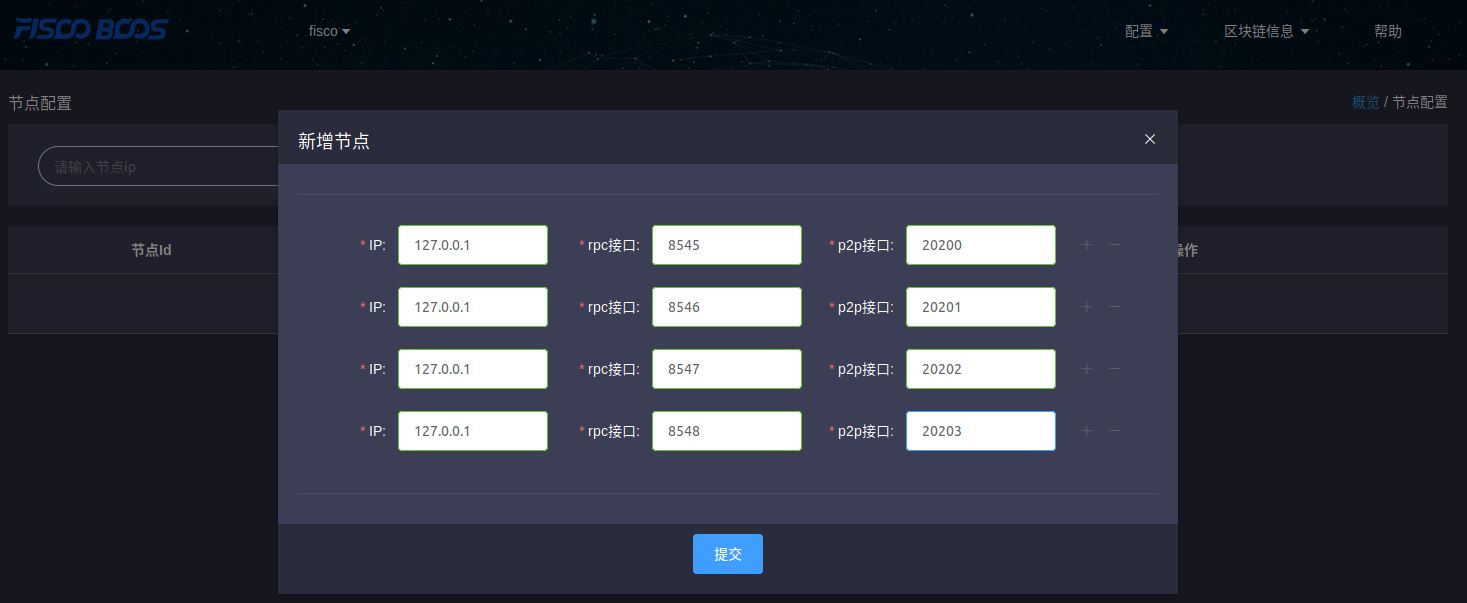 FISCO BCOS fisco 配置 区块链信息 帮助
节点配置 概览 / 节点配置
新增节点
请输入节点ip
* IP: 127.0.0.1 * rpc接口: 8545 * p2p接口: 20200
节点Id 操作
* IP: 127.0.0.1 * rpc接口: 8546 * p2p接口: 20201
* IP: 127.0.0.1 * rpc接口: 8547 * p2p接口: 20202
* IP: 127.0.0.1 * rpc接口: 8548 * p2p接口: 20203
提交